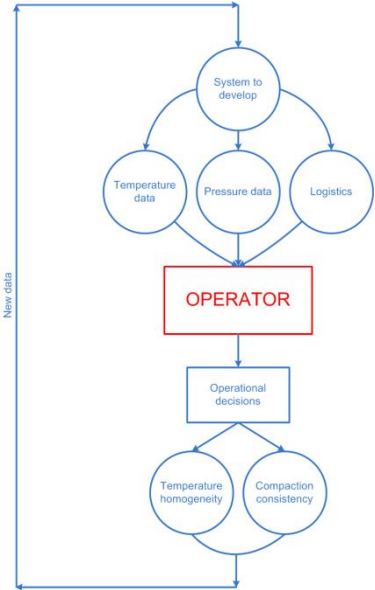 System to
develop
Temperature
data
Pressure data
Logistics
OPERATOR
New data
Operational
decisions
Temperature
homogeneity
Compaction
consistency